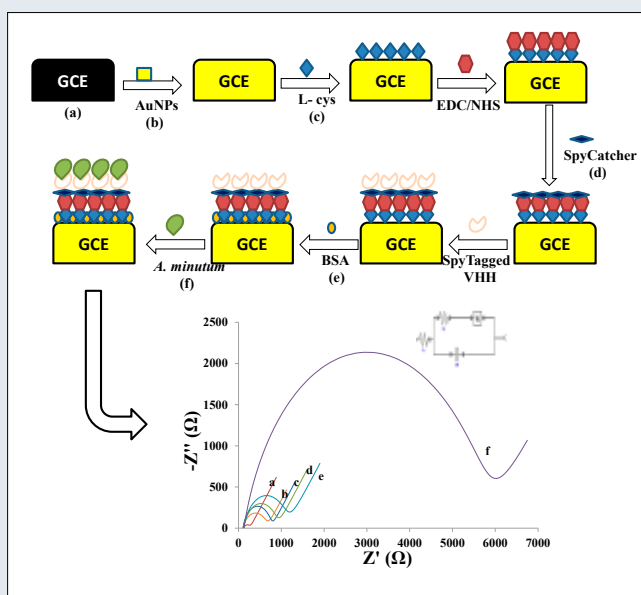 GCE
(a)
AuNPs
(b)
GCE
L- cys
(c)
GCE
EDC/NHS
GCE
SpyCatcher
(d)
GCE
SpyTagged
VHH
GCE
BSA
(e)
GCE
A. minutum
(f)
GCE
-Z" (Ω)
2500
2000
1500
1000
500
0
a
b
c
d
e
f
0 1000 2000 3000 4000 5000 6000 7000
Z' (Ω)